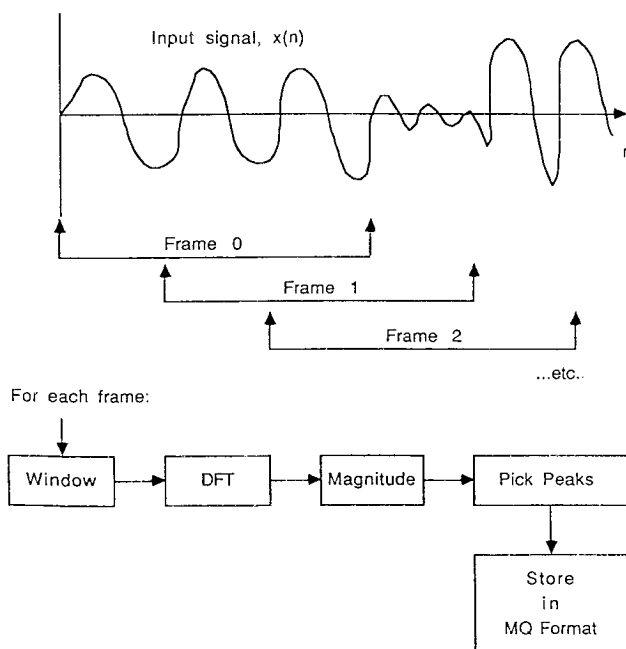 Input signal, x(n)
Frame 0
Frame 1
Frame 2
...etc..
For each frame:
Window
DFT
Magnitude
Pick Peaks
Store
in
MQ Format